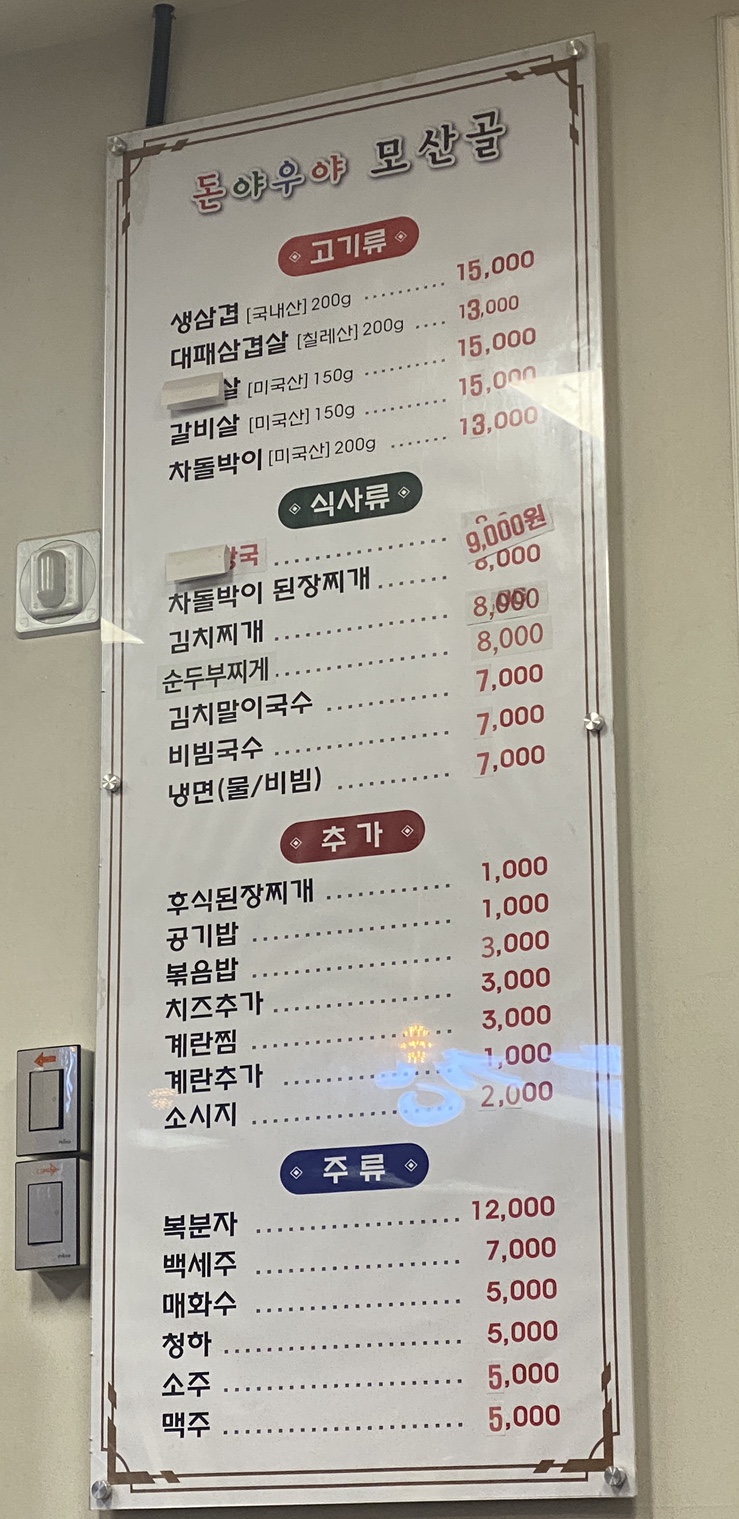 돈야우야 모산골
고기류
생삼겹 [국내산] 200g 15,000
대패삼겹살 [칠레산] 200g 13,000
살 [미국산] 150g 15,000
갈비살 [미국산] 150g 15,000
차돌박이 [미국산] 200g 13,000
식사류
국 9,000원
차돌박이 된장찌개 8,000
김치찌개 8,000
순두부찌게 8,000
김치말이국수 7,000
비빔국수 7,000
냉면(물/비빔) 7,000
추가
후식된장찌개 1,000
공기밥 1,000
볶음밥 3,000
치즈추가 3,000
계란찜 3,000
계란추가 1,000
소시지 2,000
주류
복분자 12,000
백세주 7,000
매화수 5,000
청하 5,000
소주 5,000
맥주 5,000